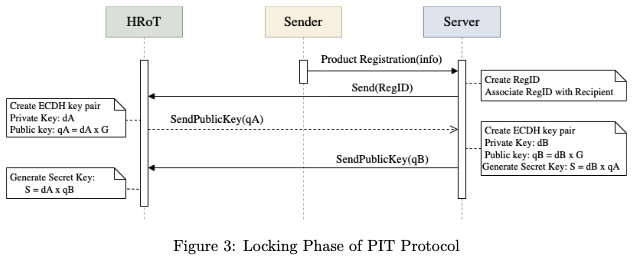 HRoT
Sender
Server
Product Registration(info)
Create RegID
Associate RegID with Recipient
Send(RegID)
Create ECDH key pair
Private Key: dA
Public key: qA = dA x G
SendPublicKey(qA)
Create ECDH key pair
Private Key: dB
Public key: qB = dB x G
Generate Secret Key: S = dB x qA
SendPublicKey(qB)
Generate Secret Key:
S = dA x qB
Figure 3: Locking Phase of PIT Protocol